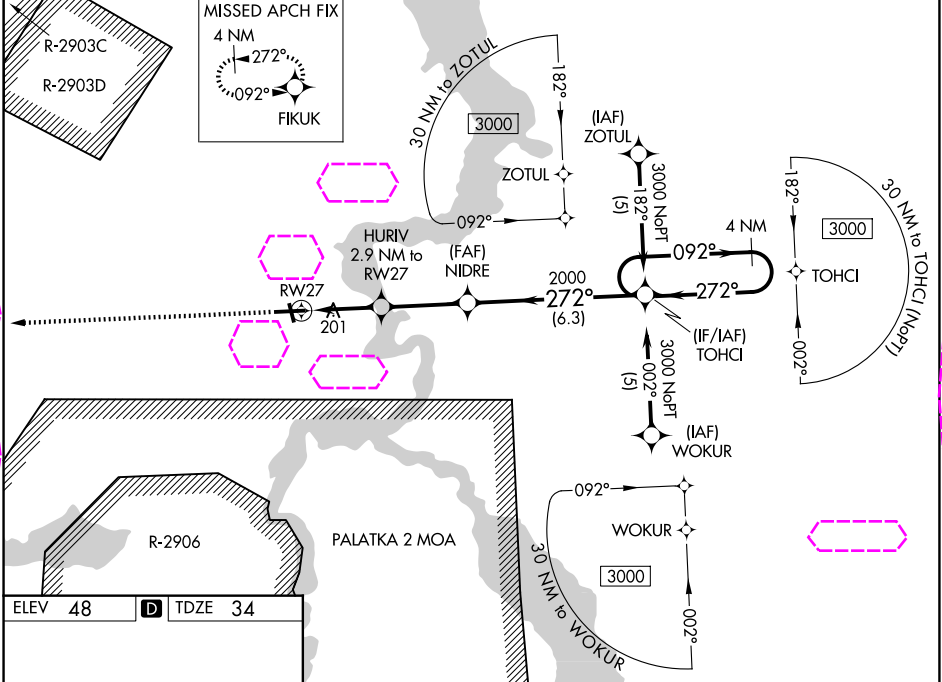 MISSED APCH FIX
4 NM
272°
092°
FIKUK
R-2903C
R-2903D
30 NM to ZOTUL
3000
182°
ZOTUL
092°
(IAF)
ZOTUL
3000 NoPT
182°
(5)
4 NM
092°
272°
182°
3000
TOHCI
30 NM to TOHCI (NoPT)
002°
HURIV
2.9 NM to
RW27
(FAF)
NIDRE
2000
272°
(6.3)
RW27
201
(IF/IAF)
TOHCI
3000 NoPT
002°
(5)
(IAF)
WOKUR
092°
WOKUR
3000
30 NM to WOKUR
002°
R-2906
PALATKA 2 MOA
ELEV 48 D TDZE 34